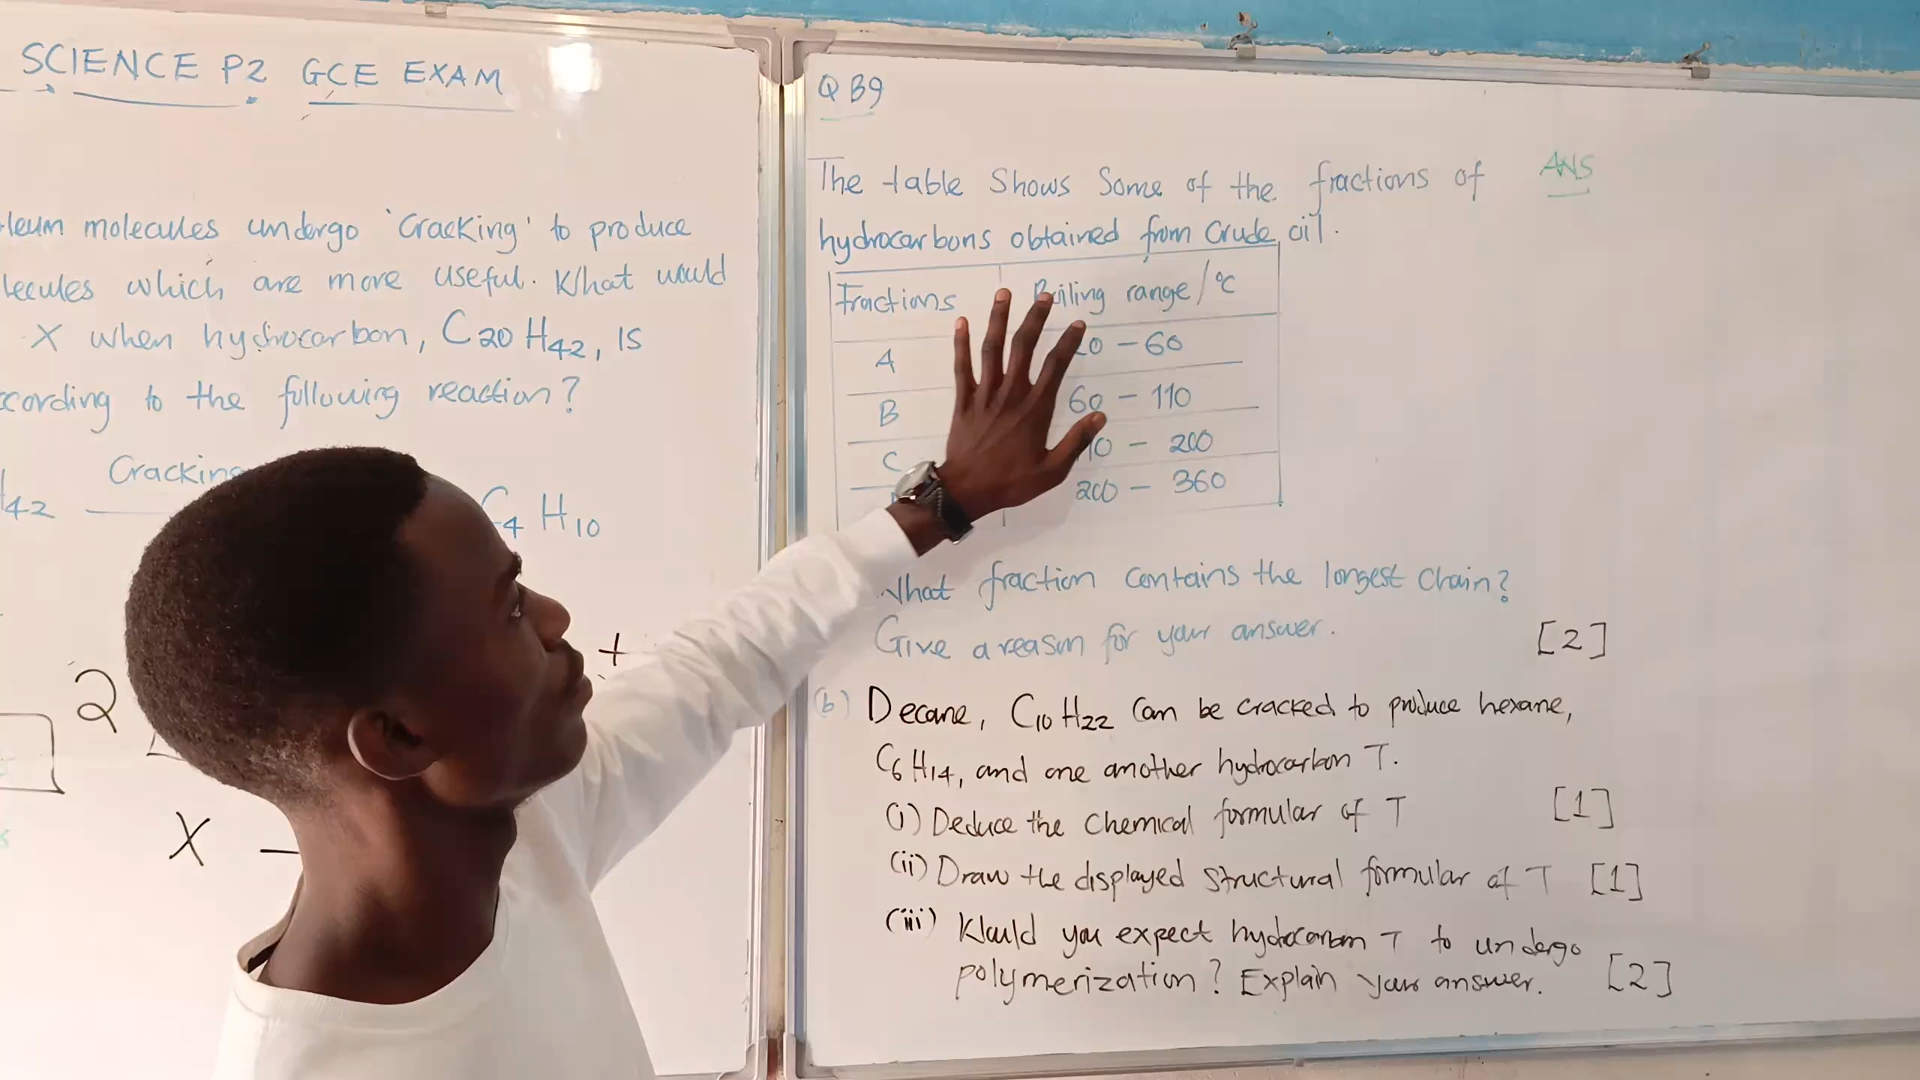 SCIENCE P2 GCE EXAM
leum molecules undergo 'Cracking' to produce
lecules which are more useful. What would
X when hydrocarbon, C20 H42, is
cording to the following reaction?
Cracking
H42 C4 H10
2 +
X –
Q B9
The table Shows Some of the fractions of
hydrocarbons obtained from Crude oil.
ANS
Fractions Boiling range/°C
A 20 – 60
B 60 – 110
C 110 – 200
200 – 360
What fraction contains the longest Chain?
Give a reason for your answer. [2]
(b) Decane, C10 H22 Can be cracked to produce hexane,
C6 H14, and one another hydrocarbon T.
(i) Deduce the Chemical formular of T [1]
(ii) Draw the displayed Structural formular of T [1]
(iii) Would you expect hydrocarbon T to undergo
polymerization? Explain your answer. [2]